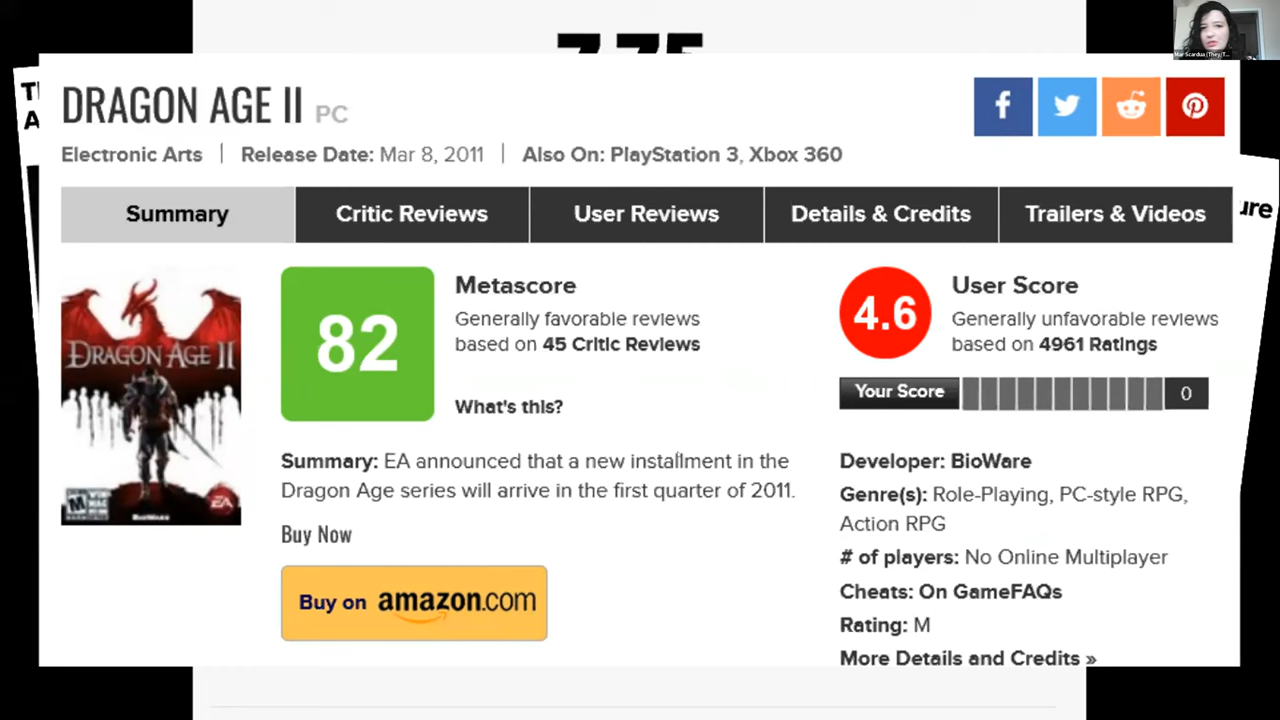 7.75
DRAGON AGE II PC
Electronic Arts | Release Date: Mar 8, 2011 | Also On: PlayStation 3, Xbox 360
Summary
Critic Reviews
User Reviews
Details & Credits
Trailers & Videos
ure
DRAGON AGE II
BIOWARE
EA
82
Metascore
Generally favorable reviews
based on 45 Critic Reviews
What's this?
4.6
User Score
Generally unfavorable reviews
based on 4961 Ratings
Your Score
0
Summary: EA announced that a new installment in the
Dragon Age series will arrive in the first quarter of 2011.
Buy Now
Buy on amazon.com
Developer: BioWare
Genre(s): Role-Playing, PC-style RPG,
Action RPG
# of players: No Online Multiplayer
Cheats: On GameFAQs
Rating: M
More Details and Credits »